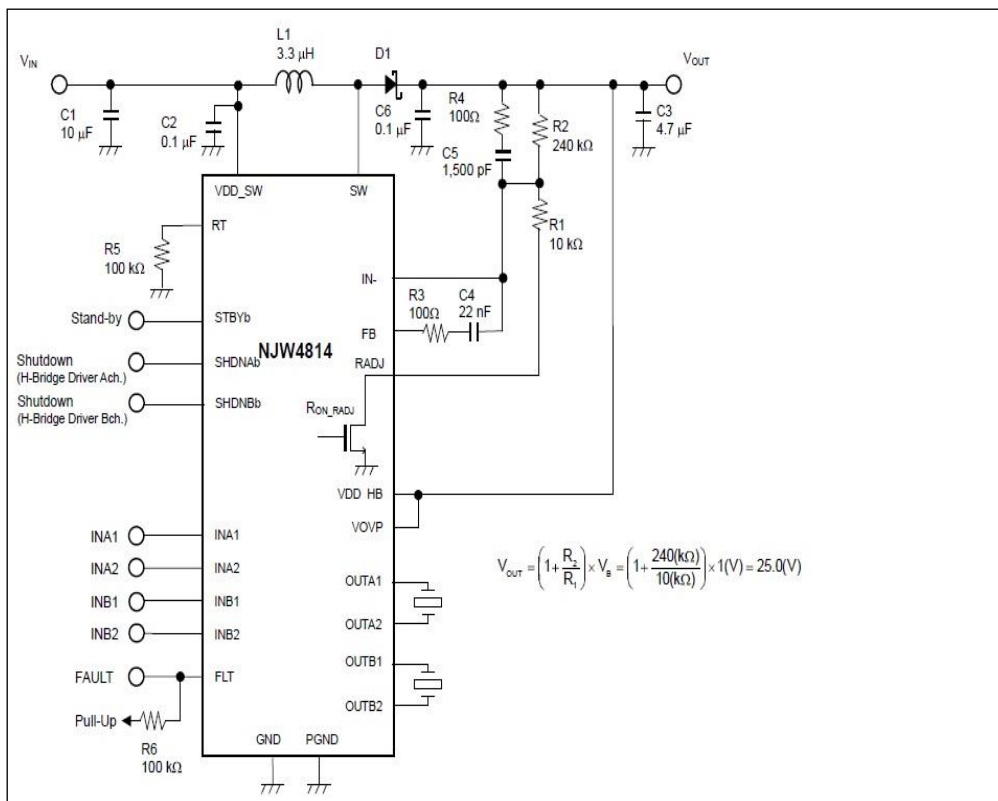 L1
3.3 μH
D1
VIN
VOUT
C1
10 μF
C2
0.1 μF
C6
0.1 μF
R4
100Ω
C5
1,500 pF
R2
240 kΩ
C3
4.7 μF
R1
10 kΩ
VDD_SW
SW
RT
R5
100 kΩ
IN-
R3
100Ω
C4
22 nF
FB
RADJ
Stand-by
STBYb
NJW4814
Shutdown
(H-Bridge Driver Ach.)
SHDNAb
Shutdown
(H-Bridge Driver Bch.)
SHDNBb
RON_RADJ
VDD HB
VOVP
INA1
INA1
INA2
INA2
INB1
INB1
INB2
INB2
OUTA1
OUTA2
OUTB1
OUTB2
VOUT = (1 + R2/R1) × VB = (1 + 240(kΩ)/10(kΩ)) × 1(V) = 25.0(V)
FAULT
FLT
Pull-Up
R6
100 kΩ
GND
PGND